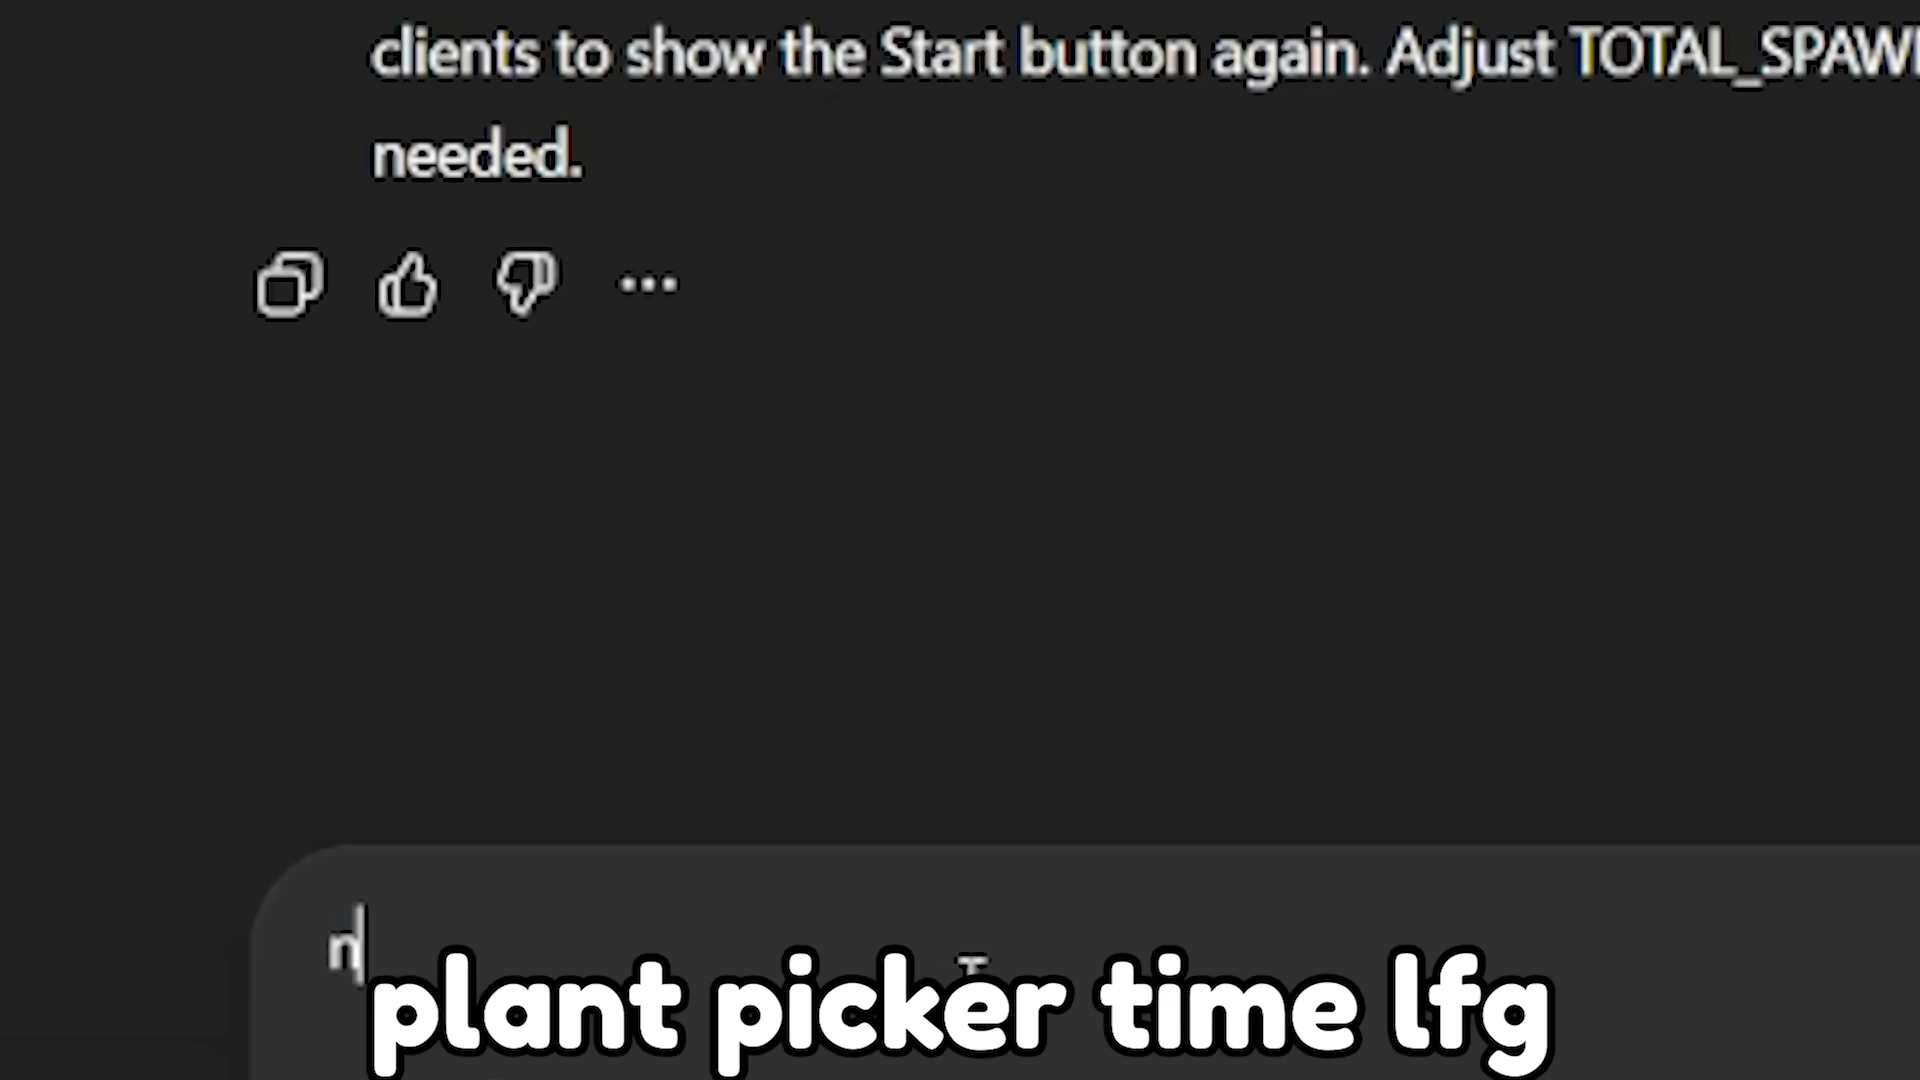 clients to show the Start button again. Adjust TOTAL_SPAW
needed.
n
plant picker time lfg